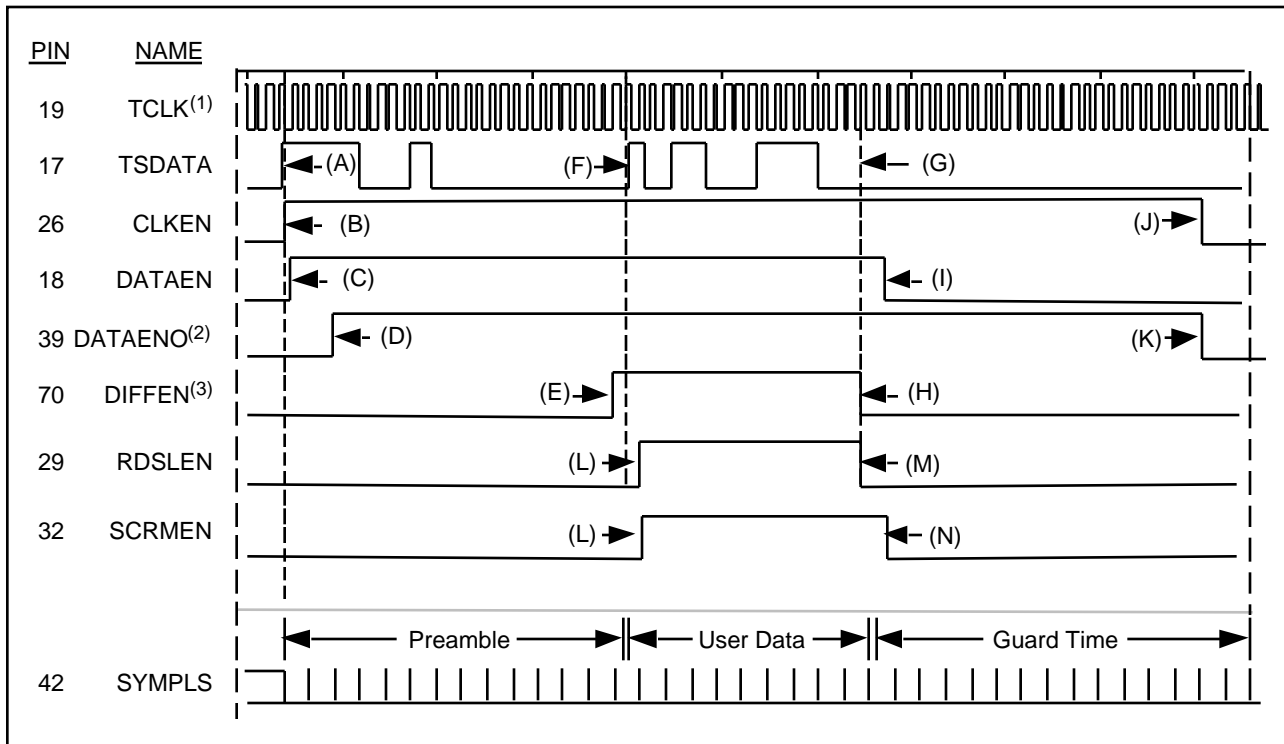 PIN NAME
19 TCLK(1)
17 TSDATA (A) (F) (G)
26 CLKEN (B) (J)
18 DATAEN (C) (I)
39 DATAENO(2) (D) (K)
70 DIFFEN(3) (E) (H)
29 RDSLEN (L) (M)
32 SCRMEN (L) (N)
Preamble User Data Guard Time
42 SYMPLS